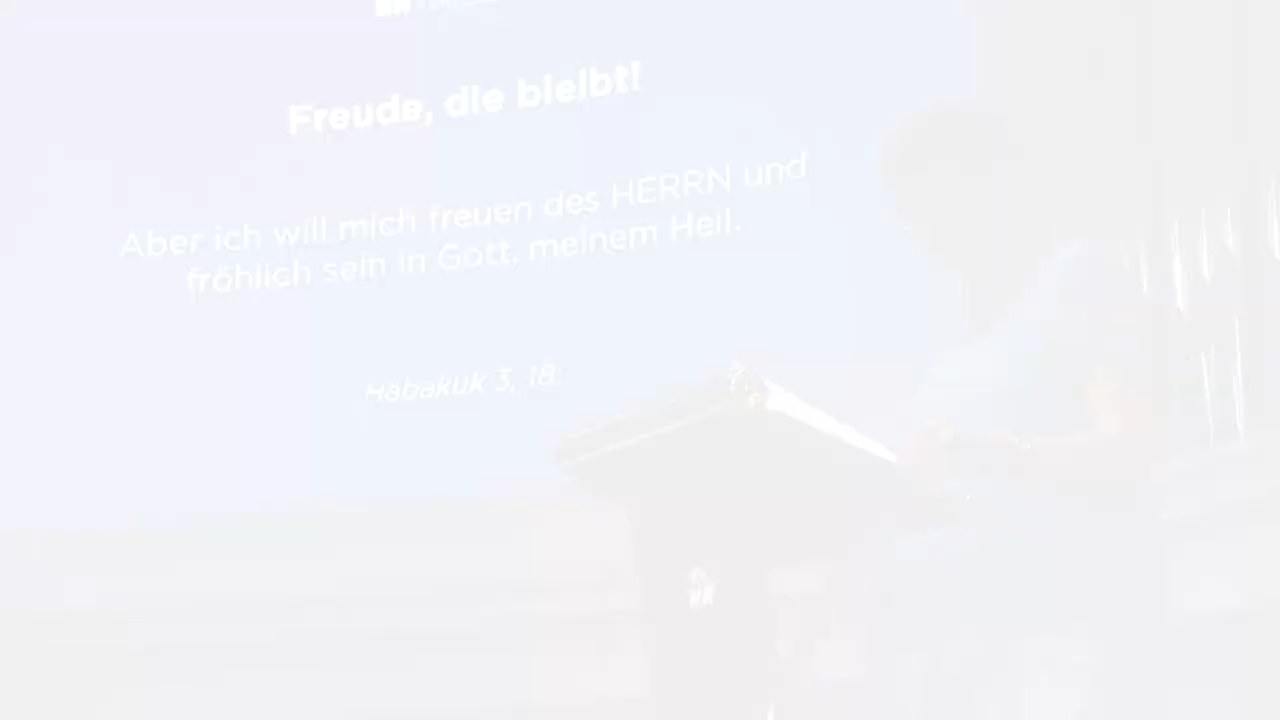 Freude, die bleibt!
Aber ich will mich freuen des HERRN und
fröhlich sein in Gott, meinem Heil.
Habakuk 3, 18